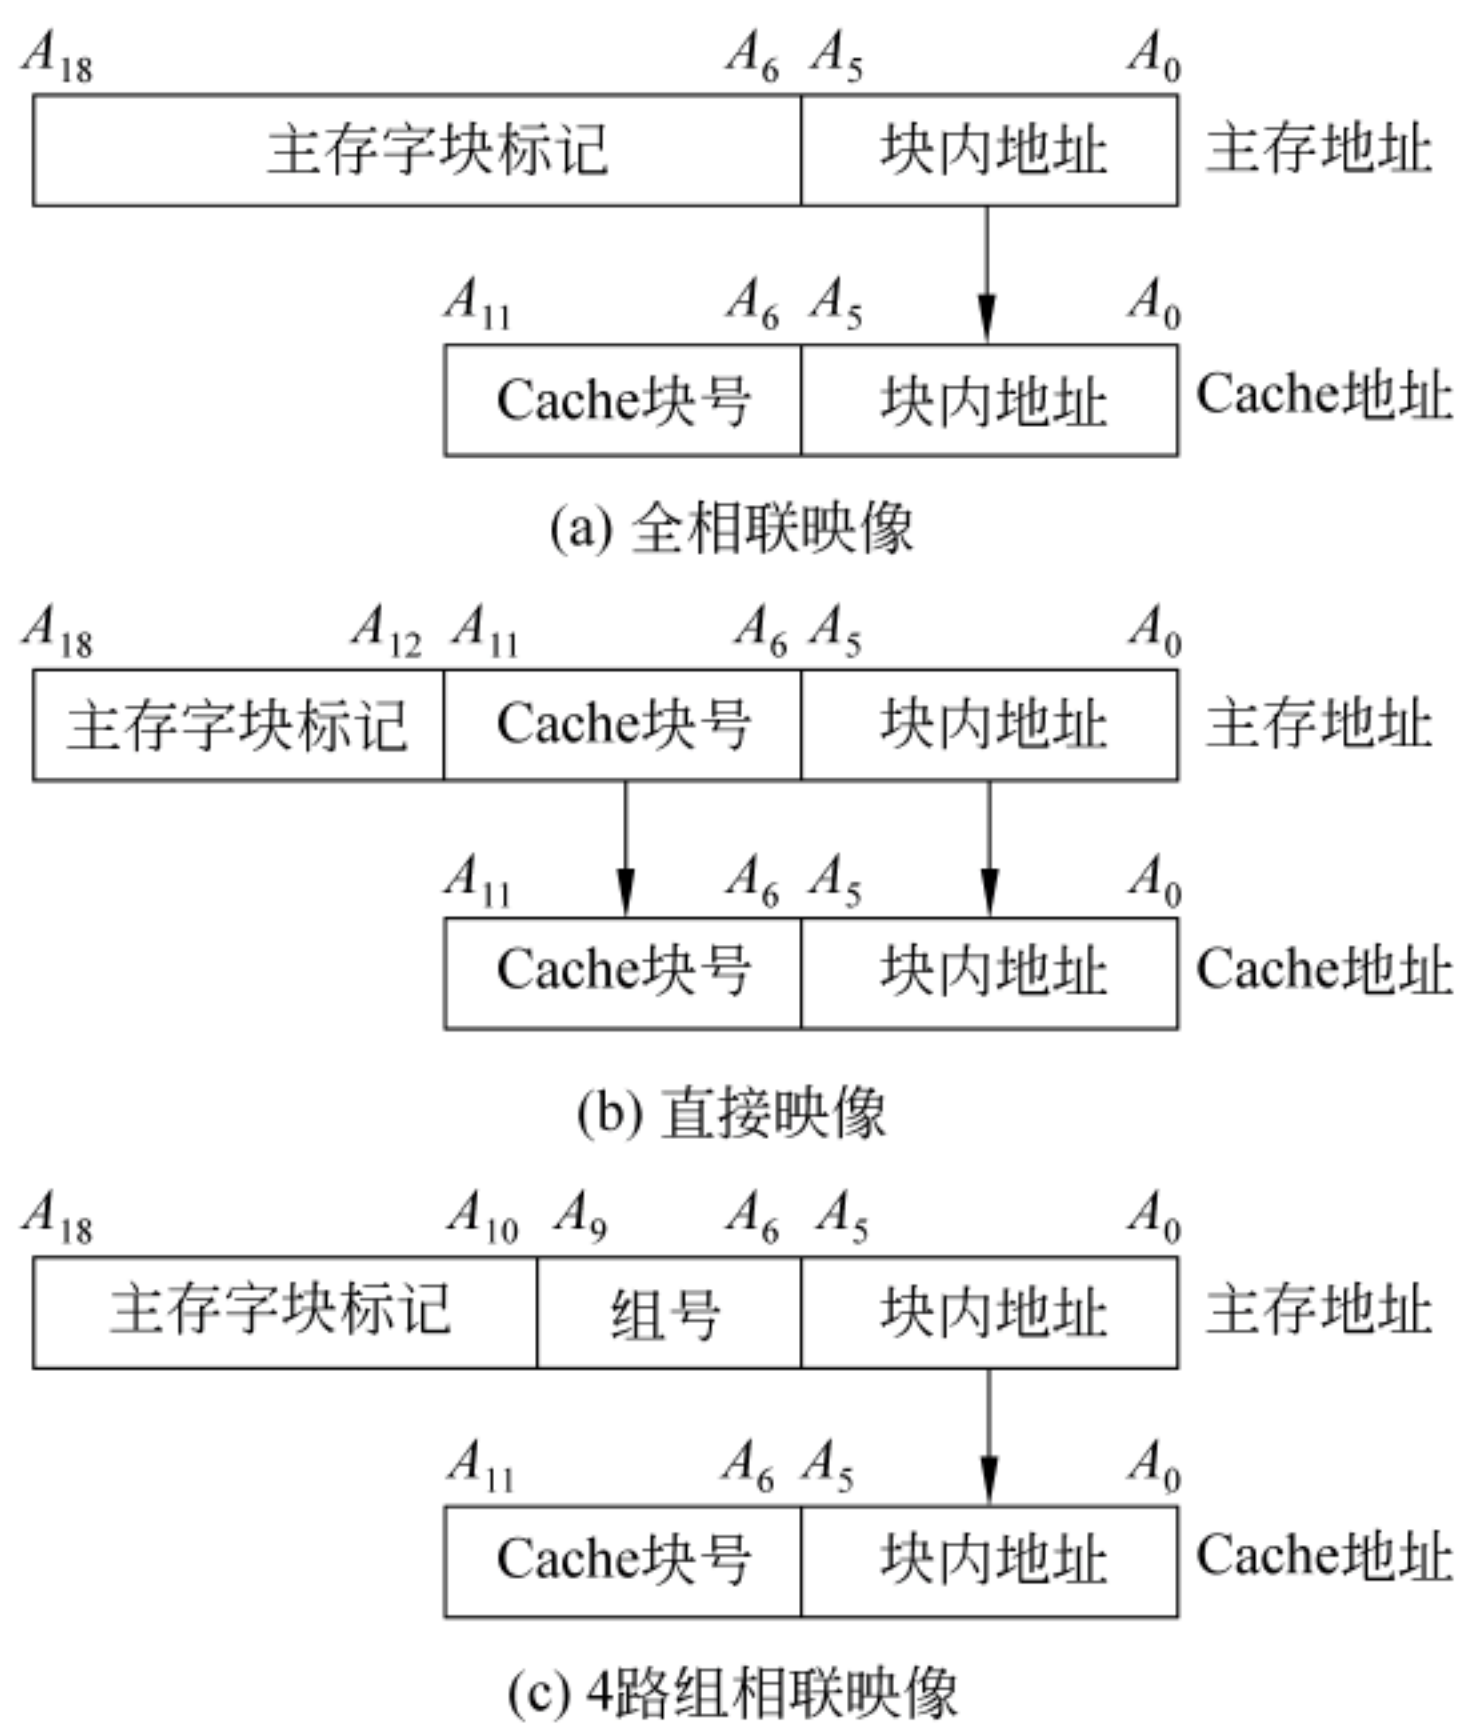 A18 A6 A5 A0
主存字块标记 块内地址 主存地址
A11 A6 A5 A0
Cache块号 块内地址 Cache地址
(a) 全相联映像
A18 A12 A11 A6 A5 A0
主存字块标记 Cache块号 块内地址 主存地址
A11 A6 A5 A0
Cache块号 块内地址 Cache地址
(b) 直接映像
A18 A10 A9 A6 A5 A0
主存字块标记 组号 块内地址 主存地址
A11 A6 A5 A0
Cache块号 块内地址 Cache地址
(c) 4路组相联映像